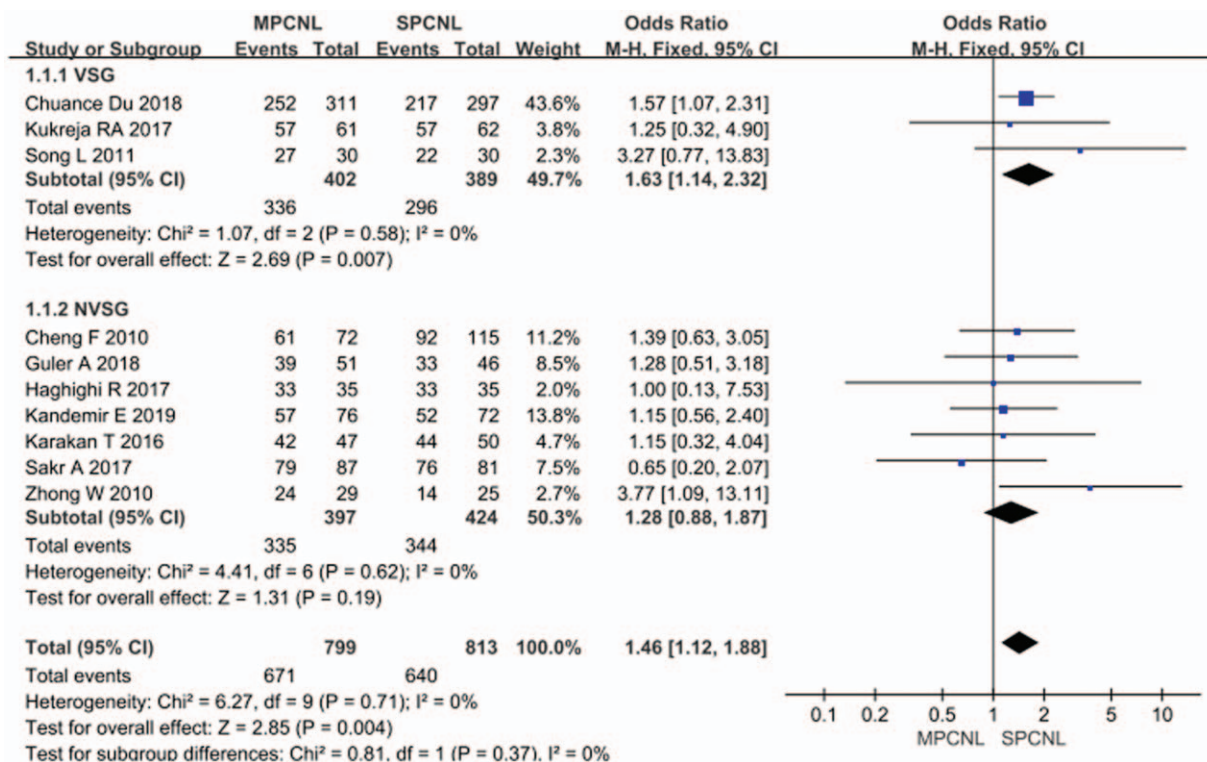 MPCNL SPCNL Odds Ratio Odds Ratio
Study or Subgroup Events Total Events Total Weight M-H, Fixed, 95% CI M-H, Fixed, 95% CI
1.1.1 VSG
Chuance Du 2018 252 311 217 297 43.6% 1.57 [1.07, 2.31]
Kukreja RA 2017 57 61 57 62 3.8% 1.25 [0.32, 4.90]
Song L 2011 27 30 22 30 2.3% 3.27 [0.77, 13.83]
Subtotal (95% CI) 402 389 49.7% 1.63 [1.14, 2.32]
Total events 336 296
Heterogeneity: Chi² = 1.07, df = 2 (P = 0.58); I² = 0%
Test for overall effect: Z = 2.69 (P = 0.007)
1.1.2 NVSG
Cheng F 2010 61 72 92 115 11.2% 1.39 [0.63, 3.05]
Guler A 2018 39 51 33 46 8.5% 1.28 [0.51, 3.18]
Haghighi R 2017 33 35 33 35 2.0% 1.00 [0.13, 7.53]
Kandemir E 2019 57 76 52 72 13.8% 1.15 [0.56, 2.40]
Karakan T 2016 42 47 44 50 4.7% 1.15 [0.32, 4.04]
Sakr A 2017 79 87 76 81 7.5% 0.65 [0.20, 2.07]
Zhong W 2010 24 29 14 25 2.7% 3.77 [1.09, 13.11]
Subtotal (95% CI) 397 424 50.3% 1.28 [0.88, 1.87]
Total events 335 344
Heterogeneity: Chi² = 4.41, df = 6 (P = 0.62); I² = 0%
Test for overall effect: Z = 1.31 (P = 0.19)
Total (95% CI) 799 813 100.0% 1.46 [1.12, 1.88]
Total events 671 640
Heterogeneity: Chi² = 6.27, df = 9 (P = 0.71); I² = 0%
Test for overall effect: Z = 2.85 (P = 0.004)
Test for subgroup differences: Chi² = 0.81, df = 1 (P = 0.37), I² = 0%
0.1 0.2 0.5 1 2 5 10
MPCNL SPCNL